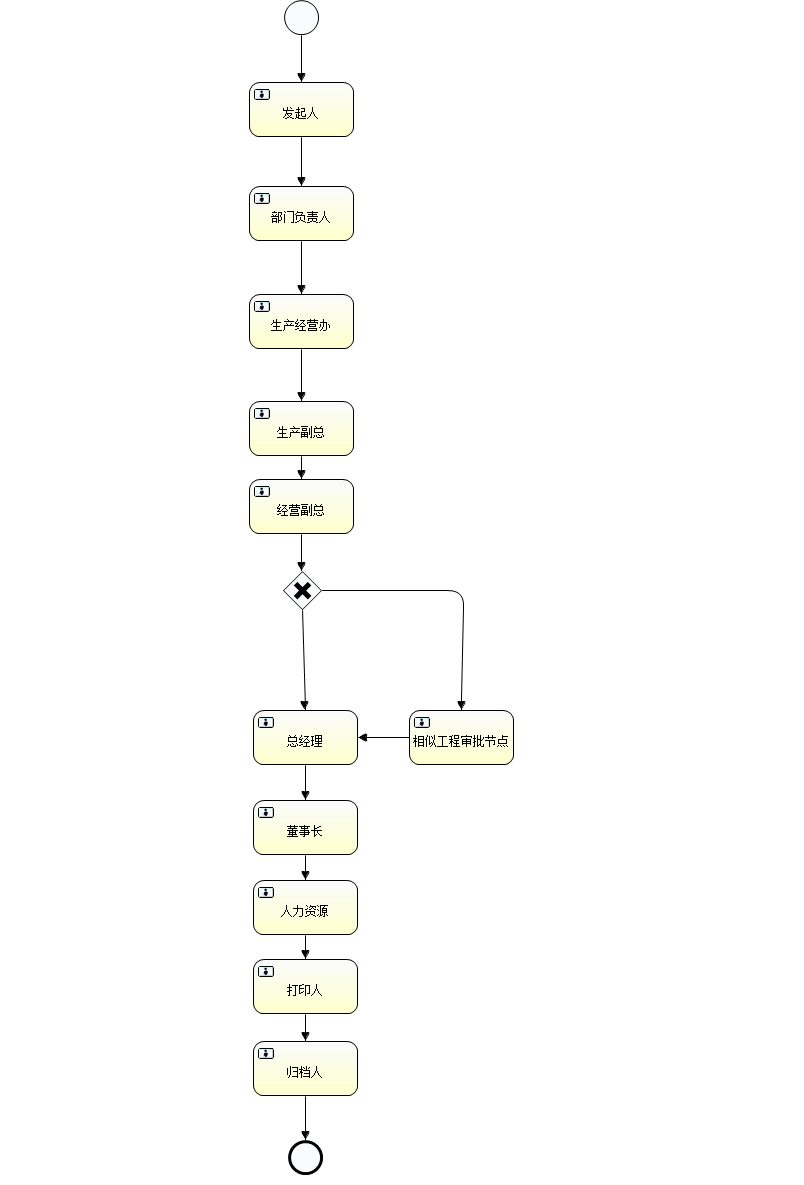 发起人
部门负责人
生产经营办
生产副总
经营副总
总经理
相似工程审批节点
董事长
人力资源
打印人
归档人